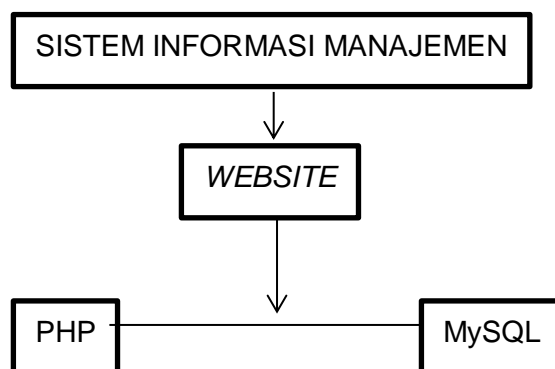 SISTEM INFORMASI MANAJEMEN
WEBSITE
PHP
MySQL